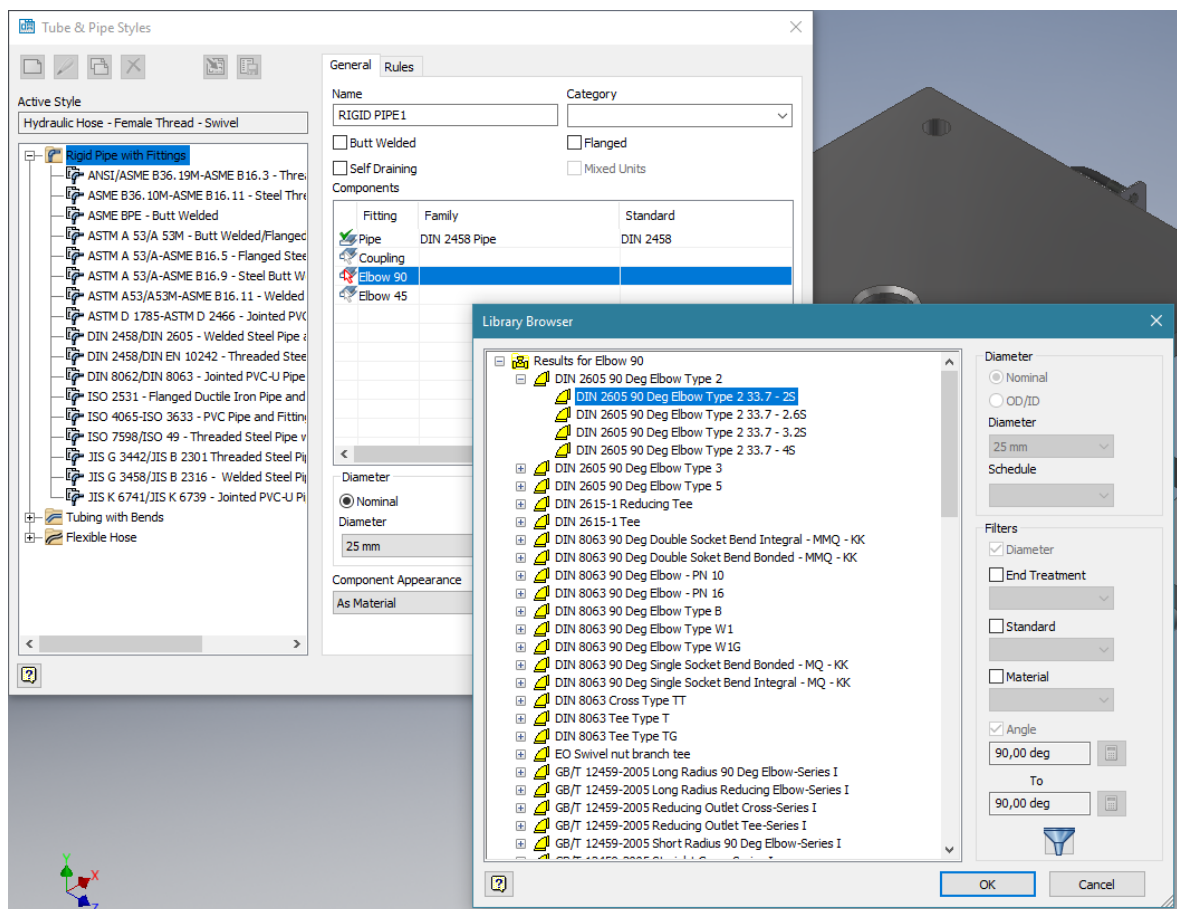 Tube & Pipe Styles
Active Style
Hydraulic Hose - Female Thread - Swivel
Rigid Pipe with Fittings
ANSI/ASME B36.19M-ASME B16.3 - Threa
ASME B36.10M-ASME B16.11 - Steel Thre
ASME BPE - Butt Welded
ASTM A 53/A 53M - Butt Welded/Flanged
ASTM A 53/A-ASME B16.5 - Flanged Stee
ASTM A 53/A-ASME B16.9 - Steel Butt W
ASTM A53/A53M-ASME B16.11 - Welded
ASTM D 1785-ASTM D 2466 - Jointed PVC
DIN 2458/DIN 2605 - Welded Steel Pipe a
DIN 2458/DIN EN 10242 - Threaded Stee
DIN 8062/DIN 8063 - Jointed PVC-U Pipe
ISO 2531 - Flanged Ductile Iron Pipe and
ISO 4065-ISO 3633 - PVC Pipe and Fittin
ISO 7598/ISO 49 - Threaded Steel Pipe w
JIS G 3442/JIS B 2301 Threaded Steel Pi
JIS G 3458/JIS B 2316 - Welded Steel Pi
JIS K 6741/JIS K 6739 - Jointed PVC-U Pi
Tubing with Bends
Flexible Hose
General Rules
Name Category
RIGID PIPE1
Butt Welded Flanged
Self Draining Mixed Units
Components
Fitting Family Standard
Pipe DIN 2458 Pipe DIN 2458
Coupling
Elbow 90
Elbow 45
Diameter
Nominal
Diameter
25 mm
Component Appearance
As Material
Library Browser
Results for Elbow 90
DIN 2605 90 Deg Elbow Type 2
DIN 2605 90 Deg Elbow Type 2 33.7 - 2S
DIN 2605 90 Deg Elbow Type 2 33.7 - 2.6S
DIN 2605 90 Deg Elbow Type 2 33.7 - 3.2S
DIN 2605 90 Deg Elbow Type 2 33.7 - 4S
DIN 2605 90 Deg Elbow Type 3
DIN 2605 90 Deg Elbow Type 5
DIN 2615-1 Reducing Tee
DIN 2615-1 Tee
DIN 8063 90 Deg Double Socket Bend Integral - MMQ - KK
DIN 8063 90 Deg Double Soket Bend Bonded - MMQ - KK
DIN 8063 90 Deg Elbow - PN 10
DIN 8063 90 Deg Elbow - PN 16
DIN 8063 90 Deg Elbow Type B
DIN 8063 90 Deg Elbow Type W1
DIN 8063 90 Deg Elbow Type W1G
DIN 8063 90 Deg Single Socket Bend Bonded - MQ - KK
DIN 8063 90 Deg Single Socket Bend Integral - MQ - KK
DIN 8063 Cross Type TT
DIN 8063 Tee Type T
DIN 8063 Tee Type TG
EO Swivel nut branch tee
GB/T 12459-2005 Long Radius 90 Deg Elbow-Series I
GB/T 12459-2005 Long Radius Reducing Elbow-Series I
GB/T 12459-2005 Reducing Outlet Cross-Series I
GB/T 12459-2005 Reducing Outlet Tee-Series I
GB/T 12459-2005 Short Radius 90 Deg Elbow-Series I
Diameter
Nominal
OD/ID
Diameter
25 mm
Schedule
Filters
Diameter
End Treatment
Standard
Material
Angle
90,00 deg
To
90,00 deg
OK Cancel
Y
X
Z